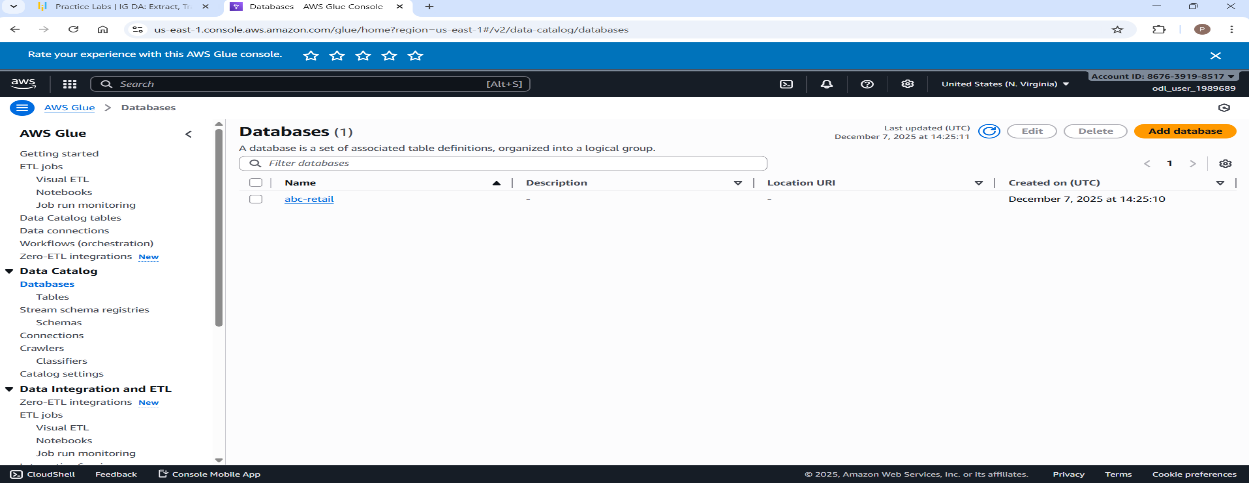 Practice Labs | IG DA: Extract, Tr
Databases - AWS Glue Console
us-east-1.console.aws.amazon.com/glue/home?region=us-east-1#/v2/data-catalog/databases
P
Rate your experience with this AWS Glue console.
aws
Search
[Alt+S]
United States (N. Virginia)
Account ID: 8676-3919-8517
odl_user_1989689
AWS Glue > Databases
AWS Glue
Getting started
ETL jobs
Visual ETL
Notebooks
Job run monitoring
Data Catalog tables
Data connections
Workflows (orchestration)
Zero-ETL integrations New
Data Catalog
Databases
Tables
Stream schema registries
Schemas
Connections
Crawlers
Classifiers
Catalog settings
Data Integration and ETL
Zero-ETL integrations New
ETL jobs
Visual ETL
Notebooks
Job run monitoring
Databases (1)
Last updated (UTC)
December 7, 2025 at 14:25:11
Edit
Delete
Add database
A database is a set of associated table definitions, organized into a logical group.
Filter databases
1
Name | Description | Location URI | Created on (UTC)
abc-retail - - December 7, 2025 at 14:25:10
CloudShell Feedback Console Mobile App © 2025, Amazon Web Services, Inc. or its affiliates. Privacy Terms Cookie preferences